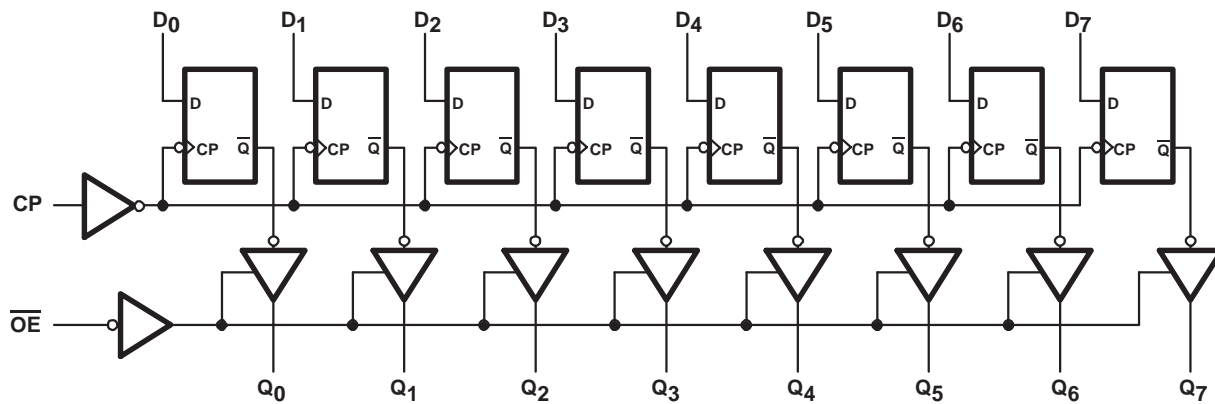 D0 D1 D2 D3 D4 D5 D6 D7
D D D D D D D D
CP Q̅ CP Q̅ CP Q̅ CP Q̅ CP Q̅ CP Q̅ CP Q̅ CP Q̅
CP
O̅E̅
Q0 Q1 Q2 Q3 Q4 Q5 Q6 Q7